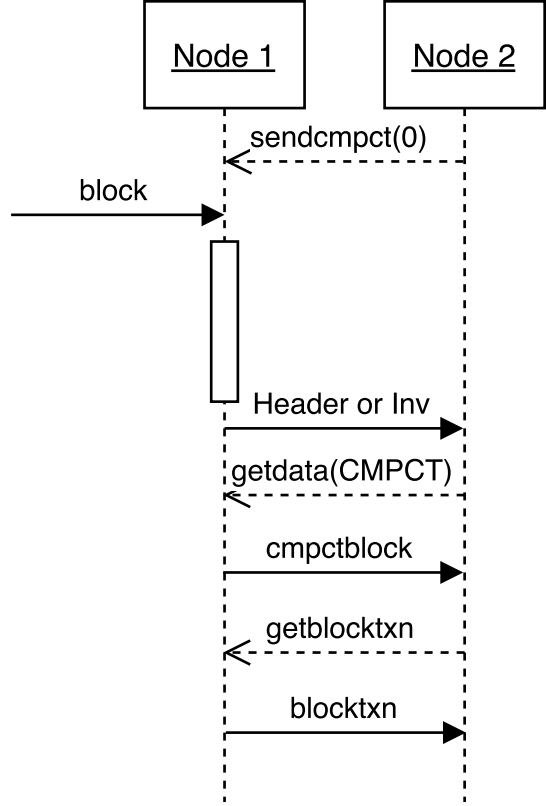 Node 1
Node 2
sendcmpct(0)
block
Header or Inv
getdata(CMPCT)
cmpctblock
getblocktxn
blocktxn